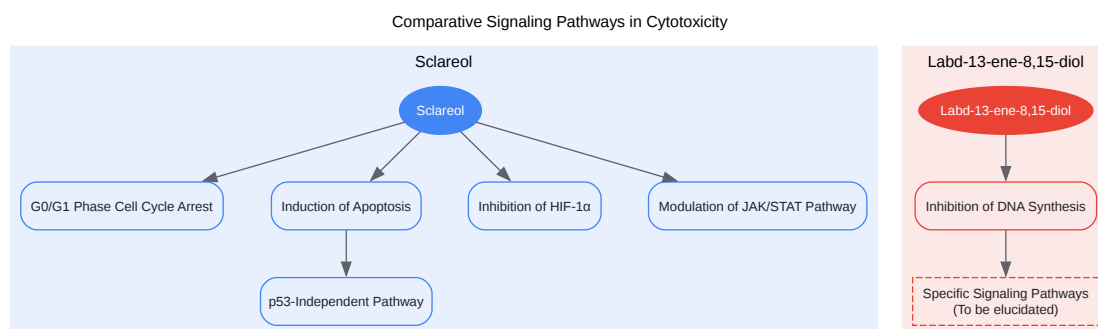 Comparative Signaling Pathways in Cytotoxicity
Sclareol
Labd-13-ene-8,15-diol
Sclareol
Labd-13-ene-8,15-diol
G0/G1 Phase Cell Cycle Arrest
Induction of Apoptosis
Inhibition of HIF-1α
Modulation of JAK/STAT Pathway
Inhibition of DNA Synthesis
p53-Independent Pathway
Specific Signaling Pathways
(To be elucidated)